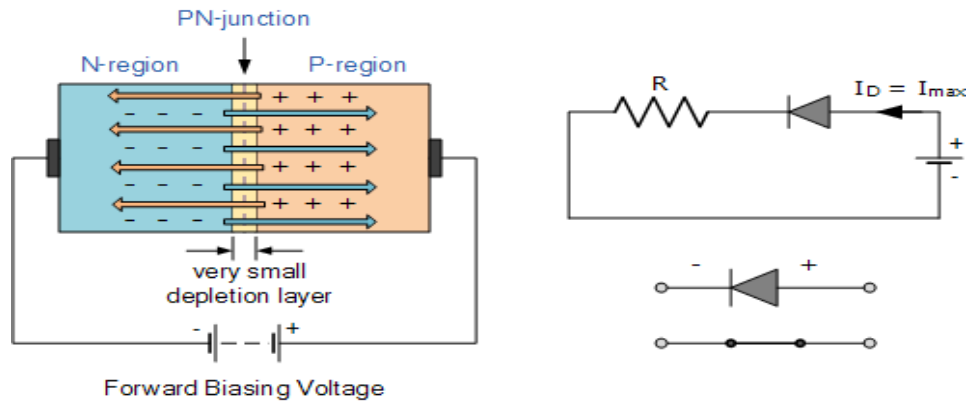 PN-junction
N-region
P-region
+ + +
- - -
+ + +
- - -
+ + +
- - -
+ + +
- - -
very small
depletion layer
- +
Forward Biasing Voltage
R
I_D = I_max
+
-
- +